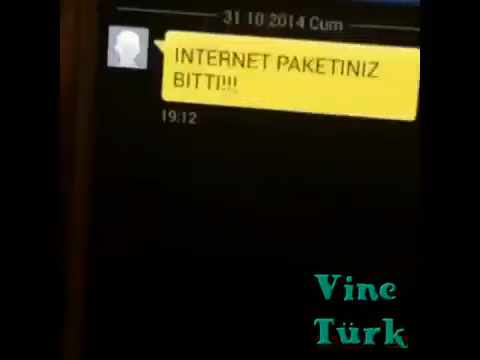 31 10 2014 Cum
INTERNET PAKETINIZ
BITTI!!!
19:12
Vine
Türk